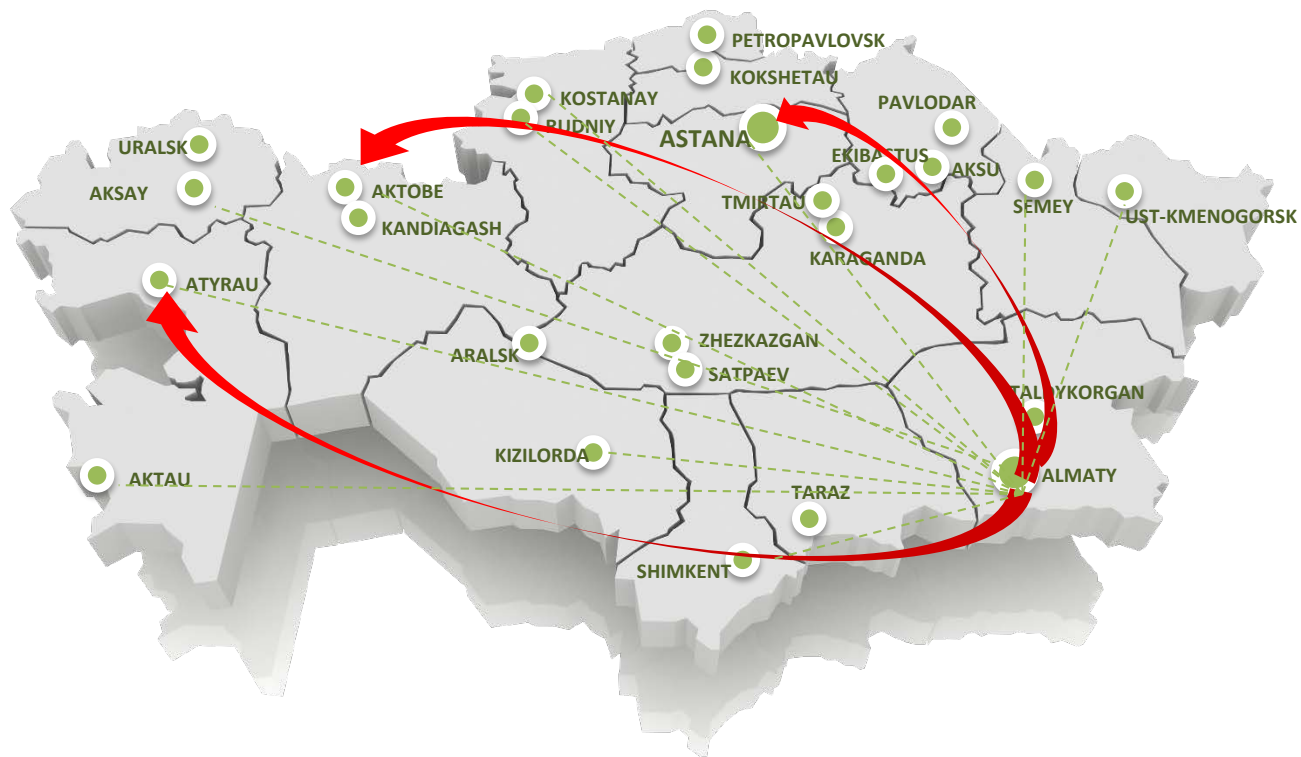 PETROPAVLOVSK
KOKSHETAU
KOSTANAY
PAVLODAR
RUDNIY
ASTANA
URALSK
EKIBASTUS
AKSU
AKSAY
AKTOBE
TMIRTAU
SEMEY
UST-KMENOGORSK
KANDIAGASH
KARAGANDA
ATYRAU
ARALSK
ZHEZKAZGAN
SATPAEV
TALDYKORGAN
KIZILORDA
AKTAU
ALMATY
TARAZ
SHIMKENT